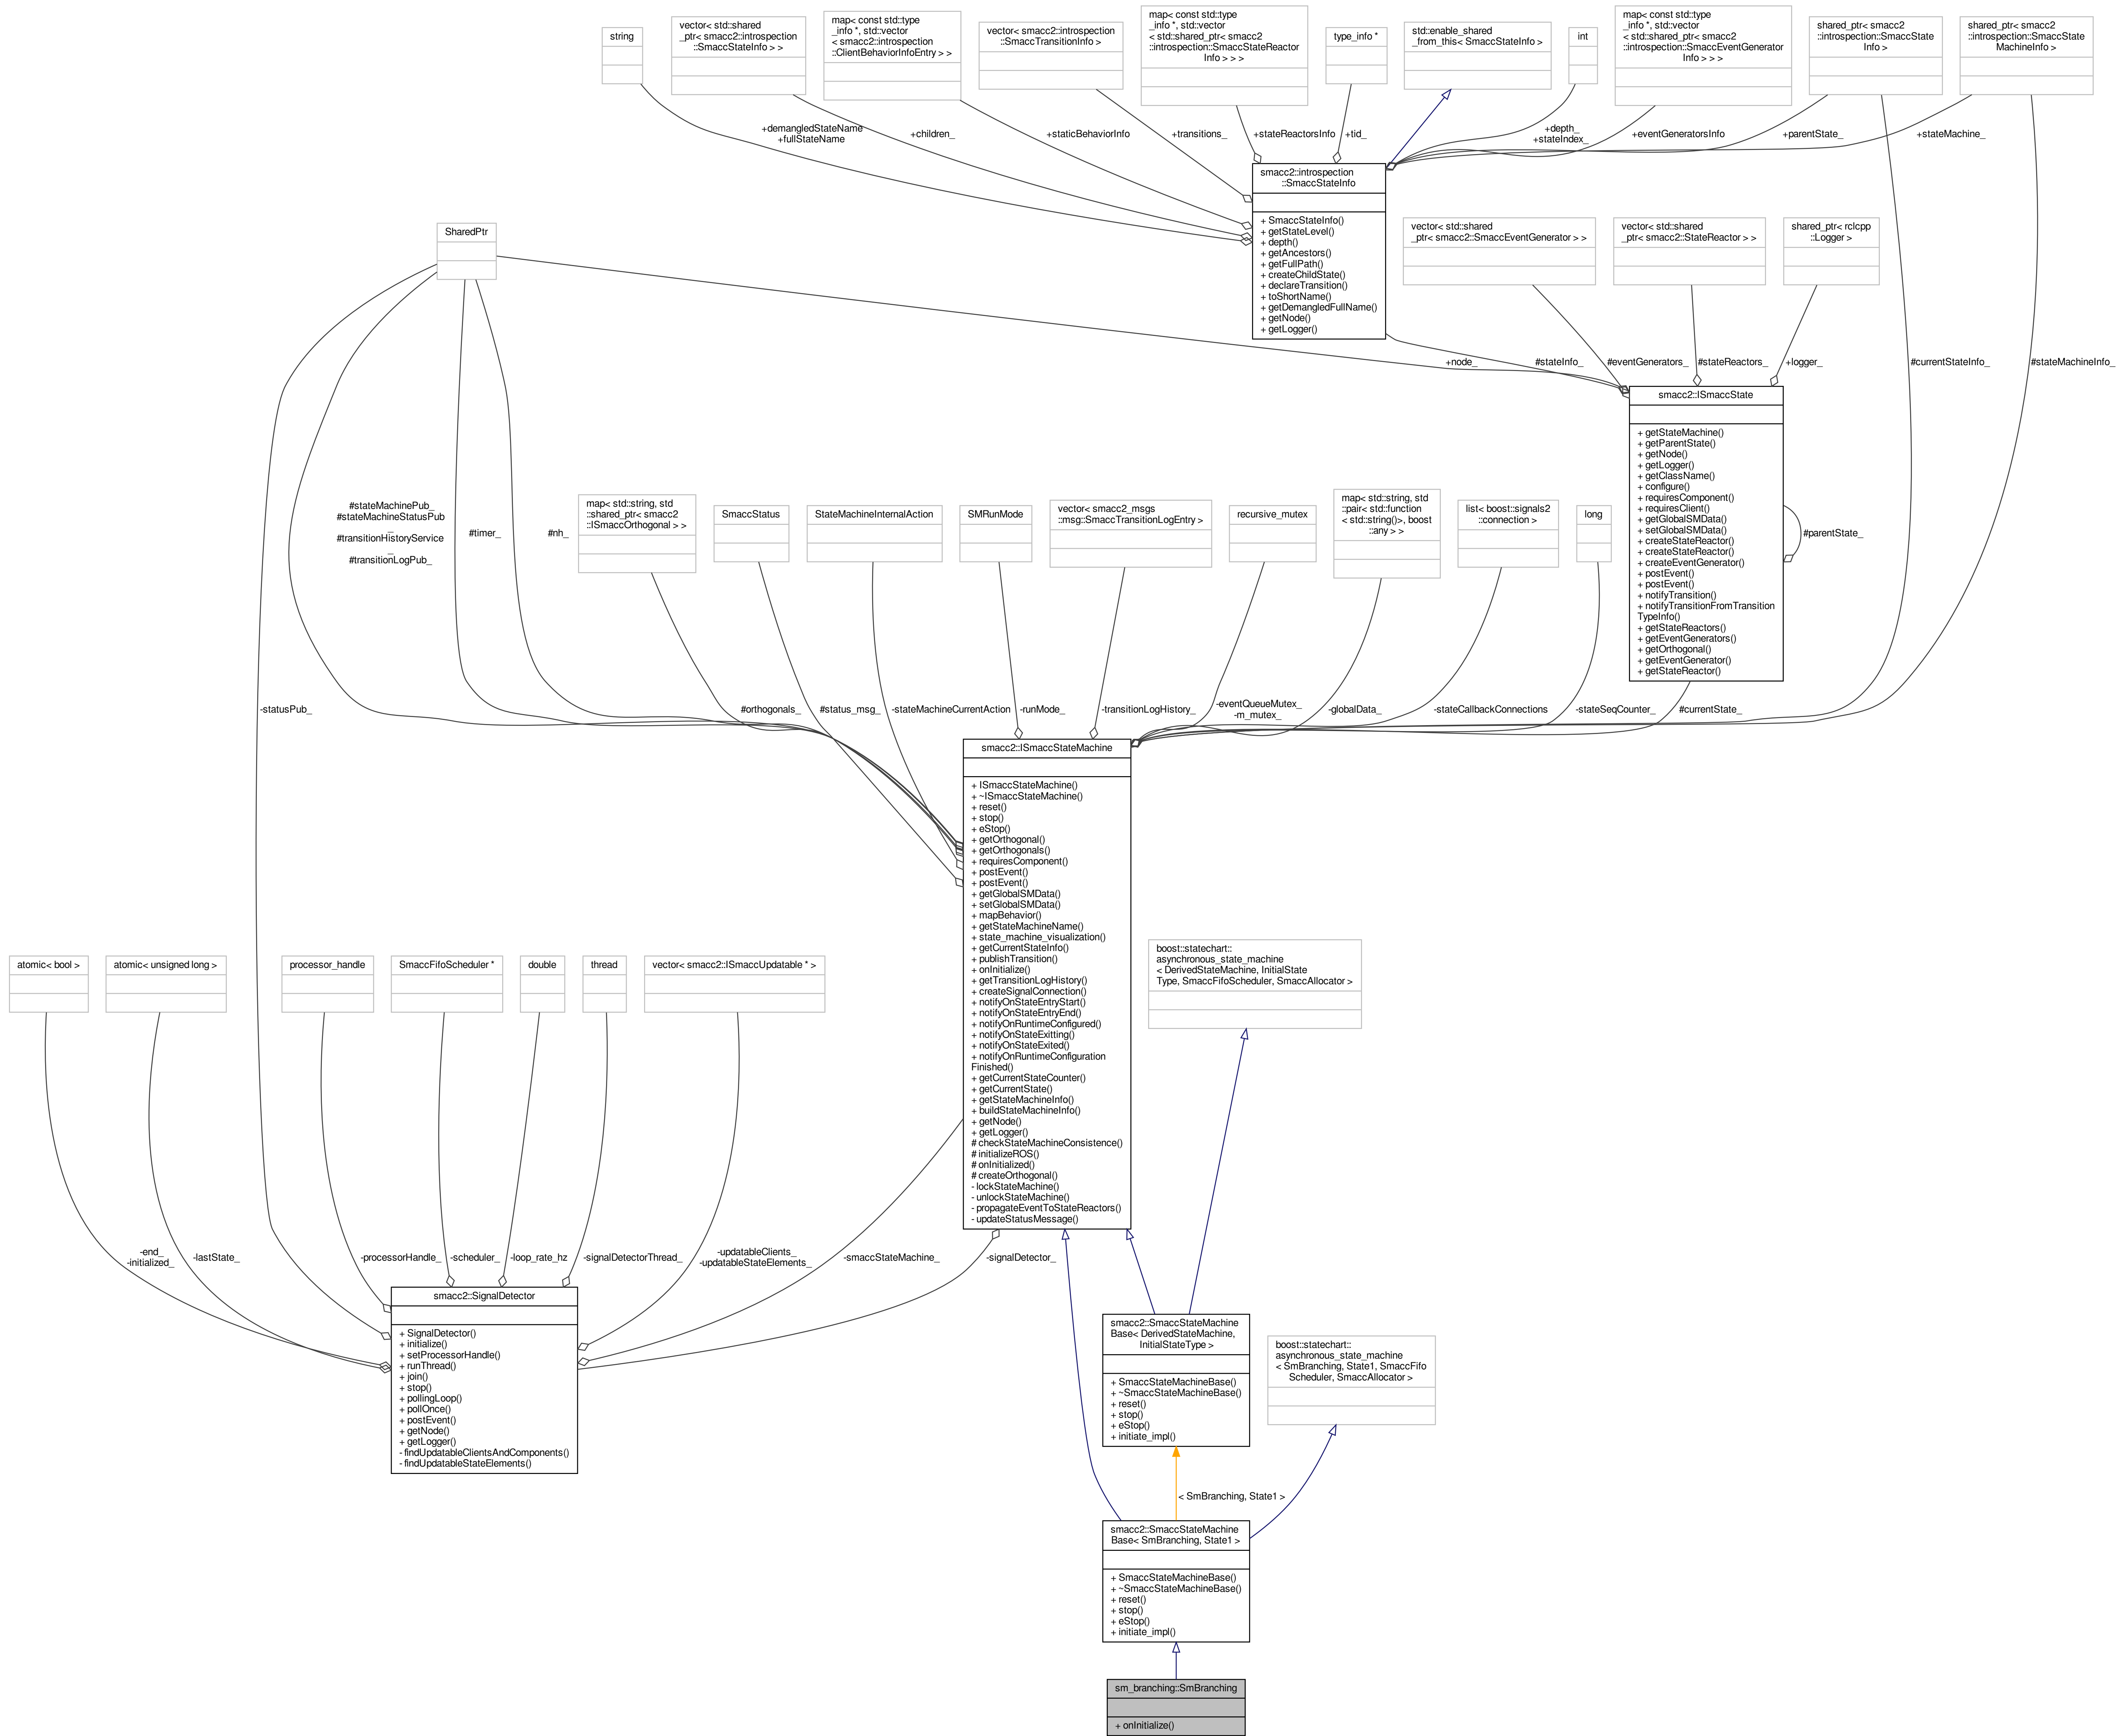 string
vector< std::shared
_ptr< smacc2::introspection
::SmaccStateInfo > >
map< const std::type
_info *, std::vector
< smacc2::introspection
::ClientBehaviorInfoEntry > >
vector< smacc2::introspection
::SmaccTransitionInfo >
map< const std::type
_info *, std::vector
< std::shared_ptr< smacc2
::introspection::SmaccStateReactor
Info > > >
type_info *
std::enable_shared
_from_this< SmaccStateInfo >
int
map< const std::type
_info *, std::vector
< std::shared_ptr< smacc2
::introspection::SmaccEventGenerator
Info > > >
shared_ptr< smacc2
::introspection::SmaccState
Info >
shared_ptr< smacc2
::introspection::SmaccState
MachineInfo >
+demangledStateName
+fullStateName
+children_
+staticBehaviorInfo
+transitions_
+stateReactorsInfo
+tid_
+depth_
+stateIndex_
+eventGeneratorsInfo
+parentState_
+stateMachine_
smacc2::introspection
::SmaccStateInfo
+ SmaccStateInfo()
+ getStateLevel()
+ depth()
+ getAncestors()
+ getFullPath()
+ createChildState()
+ declareTransition()
+ toShortName()
+ getDemangledFullName()
+ getNode()
+ getLogger()
SharedPtr
vector< std::shared
_ptr< smacc2::SmaccEventGenerator > >
vector< std::shared
_ptr< smacc2::StateReactor > >
shared_ptr< rclcpp
::Logger >
+node_
#stateInfo_
#eventGenerators_
#stateReactors_
+logger_
#currentStateInfo_
#stateMachineInfo_
smacc2::ISmaccState
+ getStateMachine()
+ getParentState()
+ getNode()
+ getLogger()
+ getClassName()
+ configure()
+ requiresComponent()
+ requiresClient()
+ getGlobalSMData()
+ setGlobalSMData()
+ createStateReactor()
+ createStateReactor()
+ createEventGenerator()
+ postEvent()
+ postEvent()
+ notifyTransition()
+ notifyTransitionFromTransition
TypeInfo()
+ getStateReactors()
+ getEventGenerators()
+ getOrthogonal()
+ getEventGenerator()
+ getStateReactor()
#parentState_
#stateMachinePub_
#stateMachineStatusPub
_
#transitionHistoryService
_
#transitionLogPub_
#timer_
#nh_
map< std::string, std
::shared_ptr< smacc2
::ISmaccOrthogonal > >
SmaccStatus
StateMachineInternalAction
SMRunMode
vector< smacc2_msgs
::msg::SmaccTransitionLogEntry >
recursive_mutex
map< std::string, std
::pair< std::function
< std::string()>, boost
::any > >
list< boost::signals2
::connection >
long
-statusPub_
#orthogonals_
#status_msg_
-stateMachineCurrentAction
-runMode_
-transitionLogHistory_
-eventQueueMutex_
-m_mutex_
-globalData_
-stateCallbackConnections
-stateSeqCounter_
#currentState_
smacc2::ISmaccStateMachine
+ ISmaccStateMachine()
+ ~ISmaccStateMachine()
+ reset()
+ stop()
+ eStop()
+ getOrthogonal()
+ getOrthogonals()
+ requiresComponent()
+ postEvent()
+ postEvent()
+ getGlobalSMData()
+ setGlobalSMData()
+ mapBehavior()
+ getStateMachineName()
+ state_machine_visualization()
+ getCurrentStateInfo()
+ publishTransition()
+ onInitialize()
+ getTransitionLogHistory()
+ createSignalConnection()
+ notifyOnStateEntryStart()
+ notifyOnStateEntryEnd()
+ notifyOnRuntimeConfigured()
+ notifyOnStateExitting()
+ notifyOnStateExited()
+ notifyOnRuntimeConfiguration
Finished()
+ getCurrentStateCounter()
+ getCurrentState()
+ getStateMachineInfo()
+ buildStateMachineInfo()
+ getNode()
+ getLogger()
# checkStateMachineConsistence()
# initializeROS()
# onInitialized()
# createOrthogonal()
- lockStateMachine()
- unlockStateMachine()
- propagateEventToStateReactors()
- updateStatusMessage()
atomic< bool >
atomic< unsigned long >
processor_handle
SmaccFifoScheduler *
double
thread
vector< smacc2::ISmaccUpdatable * >
boost::statechart::
asynchronous_state_machine
< DerivedStateMachine, InitialState
Type, SmaccFifoScheduler, SmaccAllocator >
-end_
-initialized_
-lastState_
-processorHandle_
-scheduler_
-loop_rate_hz
-signalDetectorThread_
-updatableClients_
-updatableStateElements_
-smaccStateMachine_
-signalDetector_
smacc2::SignalDetector
+ SignalDetector()
+ initialize()
+ setProcessorHandle()
+ runThread()
+ join()
+ stop()
+ pollingLoop()
+ pollOnce()
+ postEvent()
+ getNode()
+ getLogger()
- findUpdatableClientsAndComponents()
- findUpdatableStateElements()
smacc2::SmaccStateMachine
Base< DerivedStateMachine,
InitialStateType >
+ SmaccStateMachineBase()
+ ~SmaccStateMachineBase()
+ reset()
+ stop()
+ eStop()
+ initiate_impl()
boost::statechart::
asynchronous_state_machine
< SmBranching, State1, SmaccFifo
Scheduler, SmaccAllocator >
< SmBranching, State1 >
smacc2::SmaccStateMachine
Base< SmBranching, State1 >
+ SmaccStateMachineBase()
+ ~SmaccStateMachineBase()
+ reset()
+ stop()
+ eStop()
+ initiate_impl()
sm_branching::SmBranching
+ onInitialize()